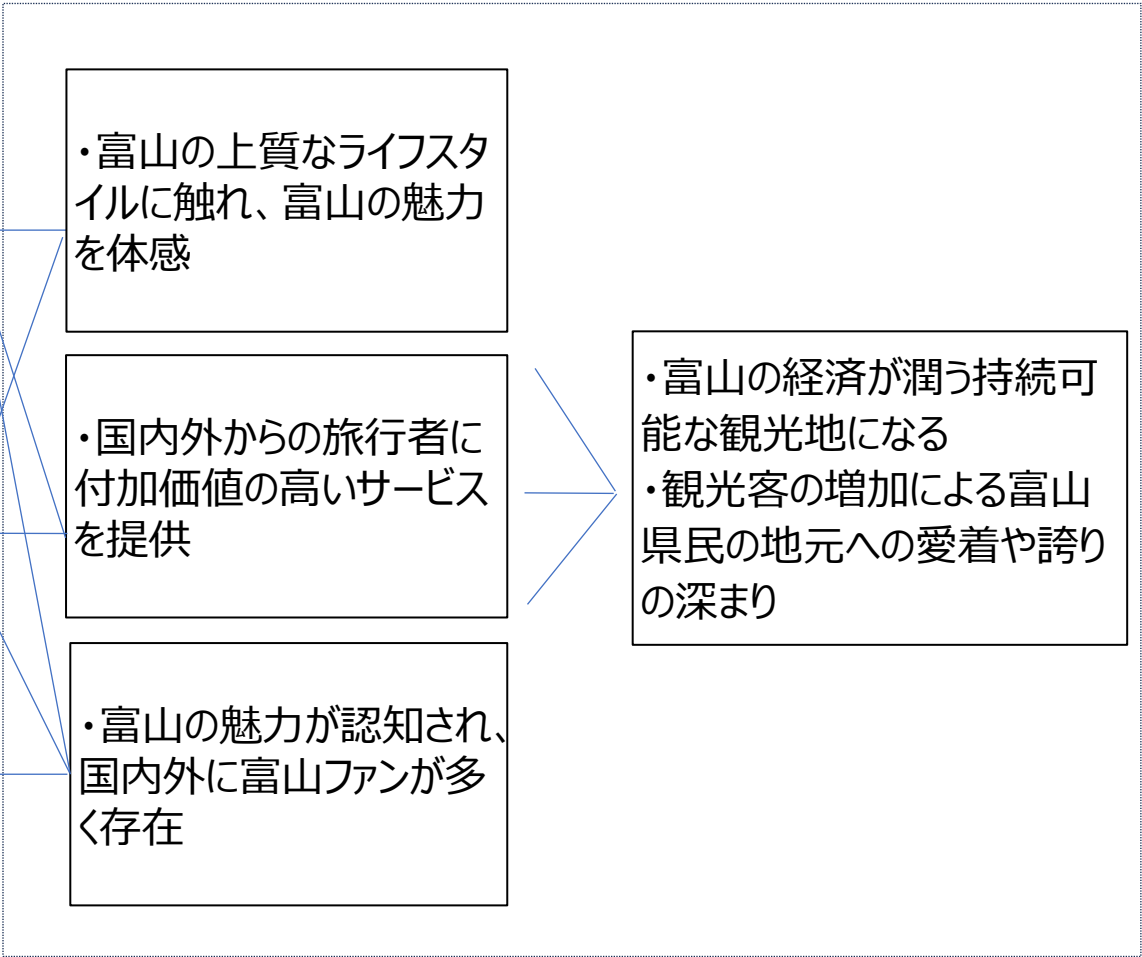 ・富山の上質なライフスタ
イルに触れ、富山の魅力
を体感
・国内外からの旅行者に
付加価値の高いサービス
を提供
・富山の魅力が認知され、
国内外に富山ファンが多
く存在
・富山の経済が潤う持続可
能な観光地になる
・観光客の増加による富山
県民の地元への愛着や誇り
の深まり